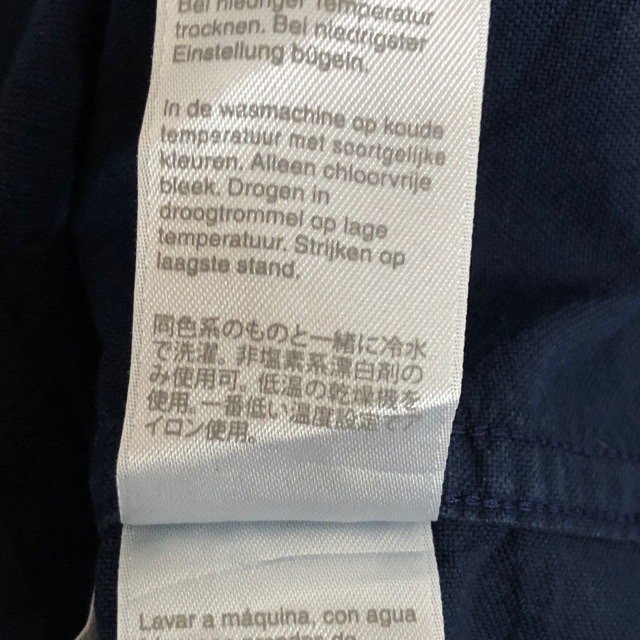 Bei niedriger Temperatur
trocknen. Bei niedrigster
Einstellung bügeln.
In de wasmachine op koude
temperatuur met soortgelijke
kleuren. Alleen chloorvrije
bleek. Drogen in
droogtrommel op lage
temperatuur. Strijken op
laagste stand.
同色系のものと一緒に冷水
で洗濯。非塩素系漂白剤の
み使用可。低温の乾燥機を
使用。一番低い温度設定でア
イロン使用。
Lavar a máquina, con agua